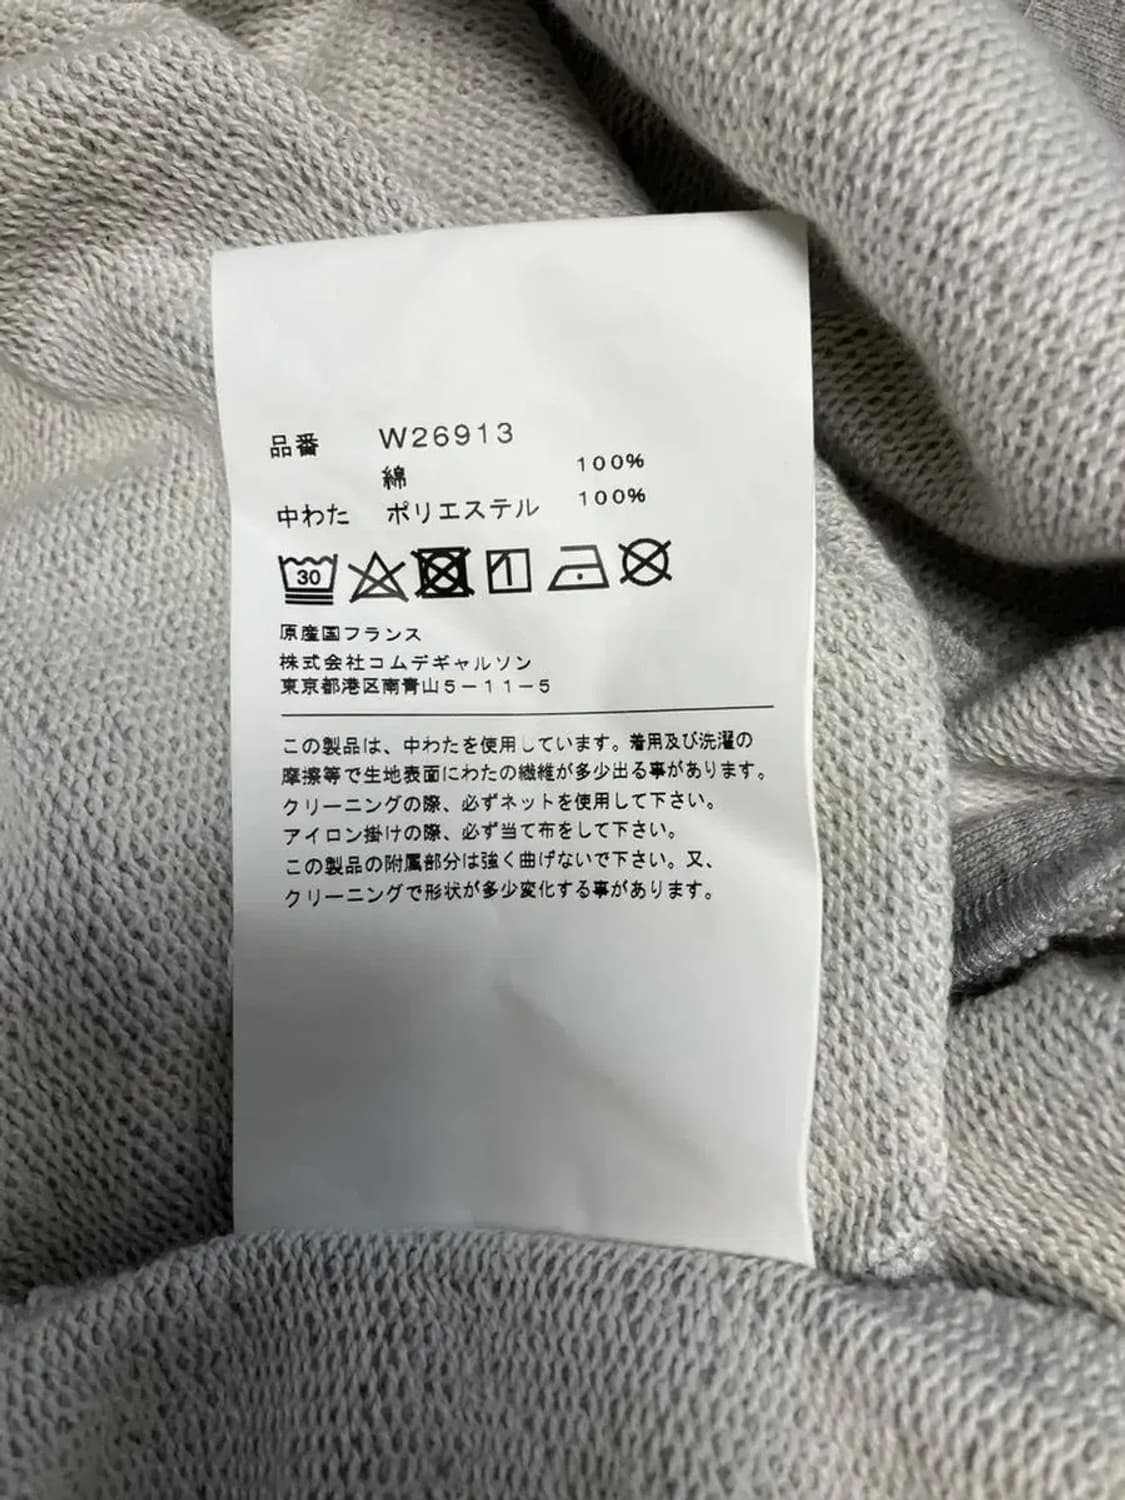 品番 W26913
綿 100%
中わた ポリエステル 100%
30
原産国フランス
株式会社コムデギャルソン
東京都港区南青山5-11-5
この製品は、中わたを使用しています。着用及び洗濯の
摩擦等で生地表面にわたの繊維が多少出る事があります。
クリーニングの際、必ずネットを使用して下さい。
アイロン掛けの際、必ず当て布をして下さい。
この製品の附属部分は強く曲げないで下さい。又、
クリーニングで形状が多少変化する事があります。